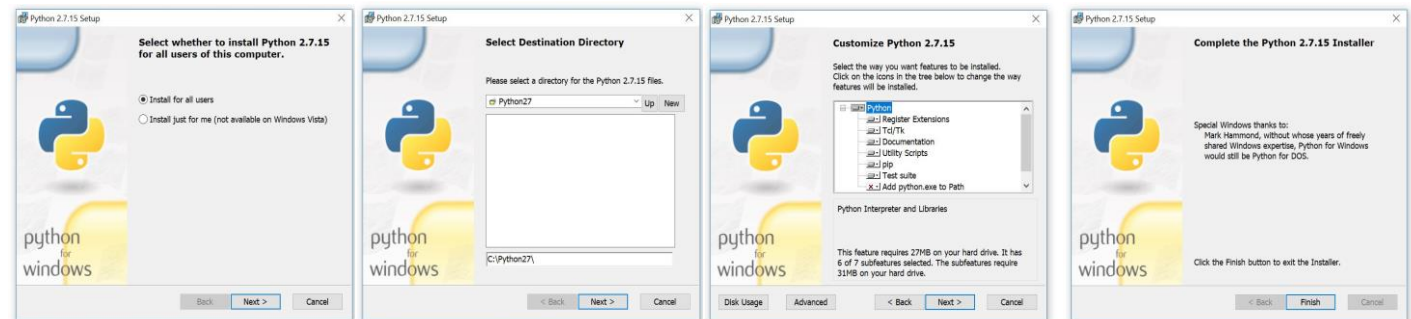 Python 2.7.15 Setup
Select whether to install Python 2.7.15
for all users of this computer.
Install for all users
Install just for me (not available on Windows Vista)
python
for
windows
Back
Next >
Cancel
Python 2.7.15 Setup
Select Destination Directory
Please select a directory for the Python 2.7.15 files.
Python27
Up
New
C:\Python27\
python
for
windows
< Back
Next >
Cancel
Python 2.7.15 Setup
Customize Python 2.7.15
Select the way you want features to be installed.
Click on the icons in the tree below to change the way
features will be installed.
Python
Register Extensions
Tcl/Tk
Documentation
Utility Scripts
pip
Test suite
Add python.exe to Path
Python Interpreter and Libraries
This feature requires 27MB on your hard drive. It has
6 of 7 subfeatures selected. The subfeatures require
31MB on your hard drive.
python
for
windows
Disk Usage
Advanced
< Back
Next >
Cancel
Python 2.7.15 Setup
Complete the Python 2.7.15 Installer
Special Windows thanks to:
Mark Hammond, without whose years of freely
shared Windows expertise, Python for Windows
would still be Python for DOS.
Click the Finish button to exit the Installer.
python
for
windows
< Back
Finish
Cancel